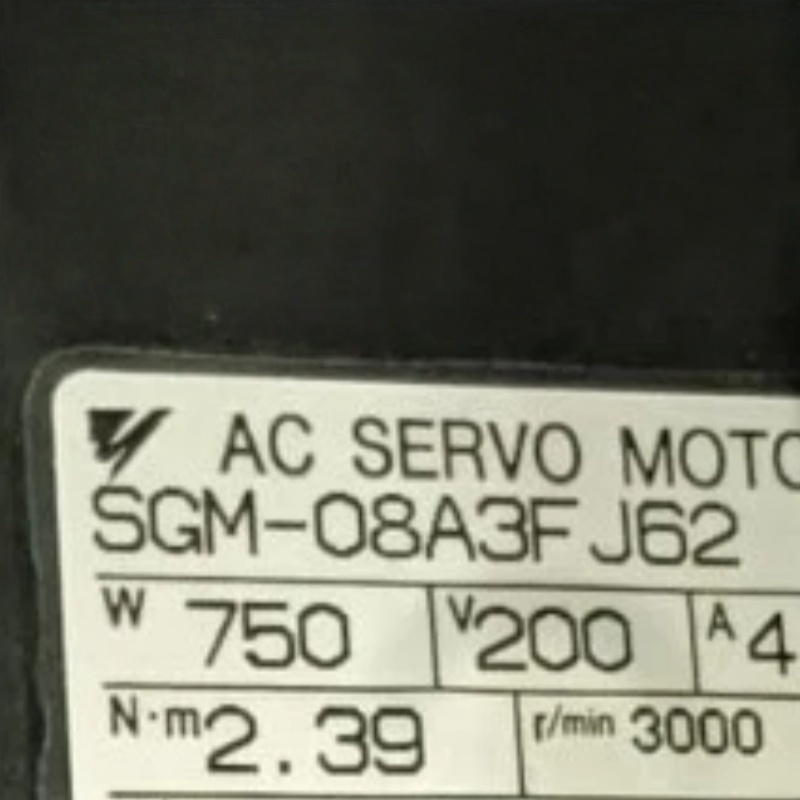 AC SERVO MOTO
SGM-08A3FJ62
W 750 V 200 A 4
N·m 2.39 r/min 3000